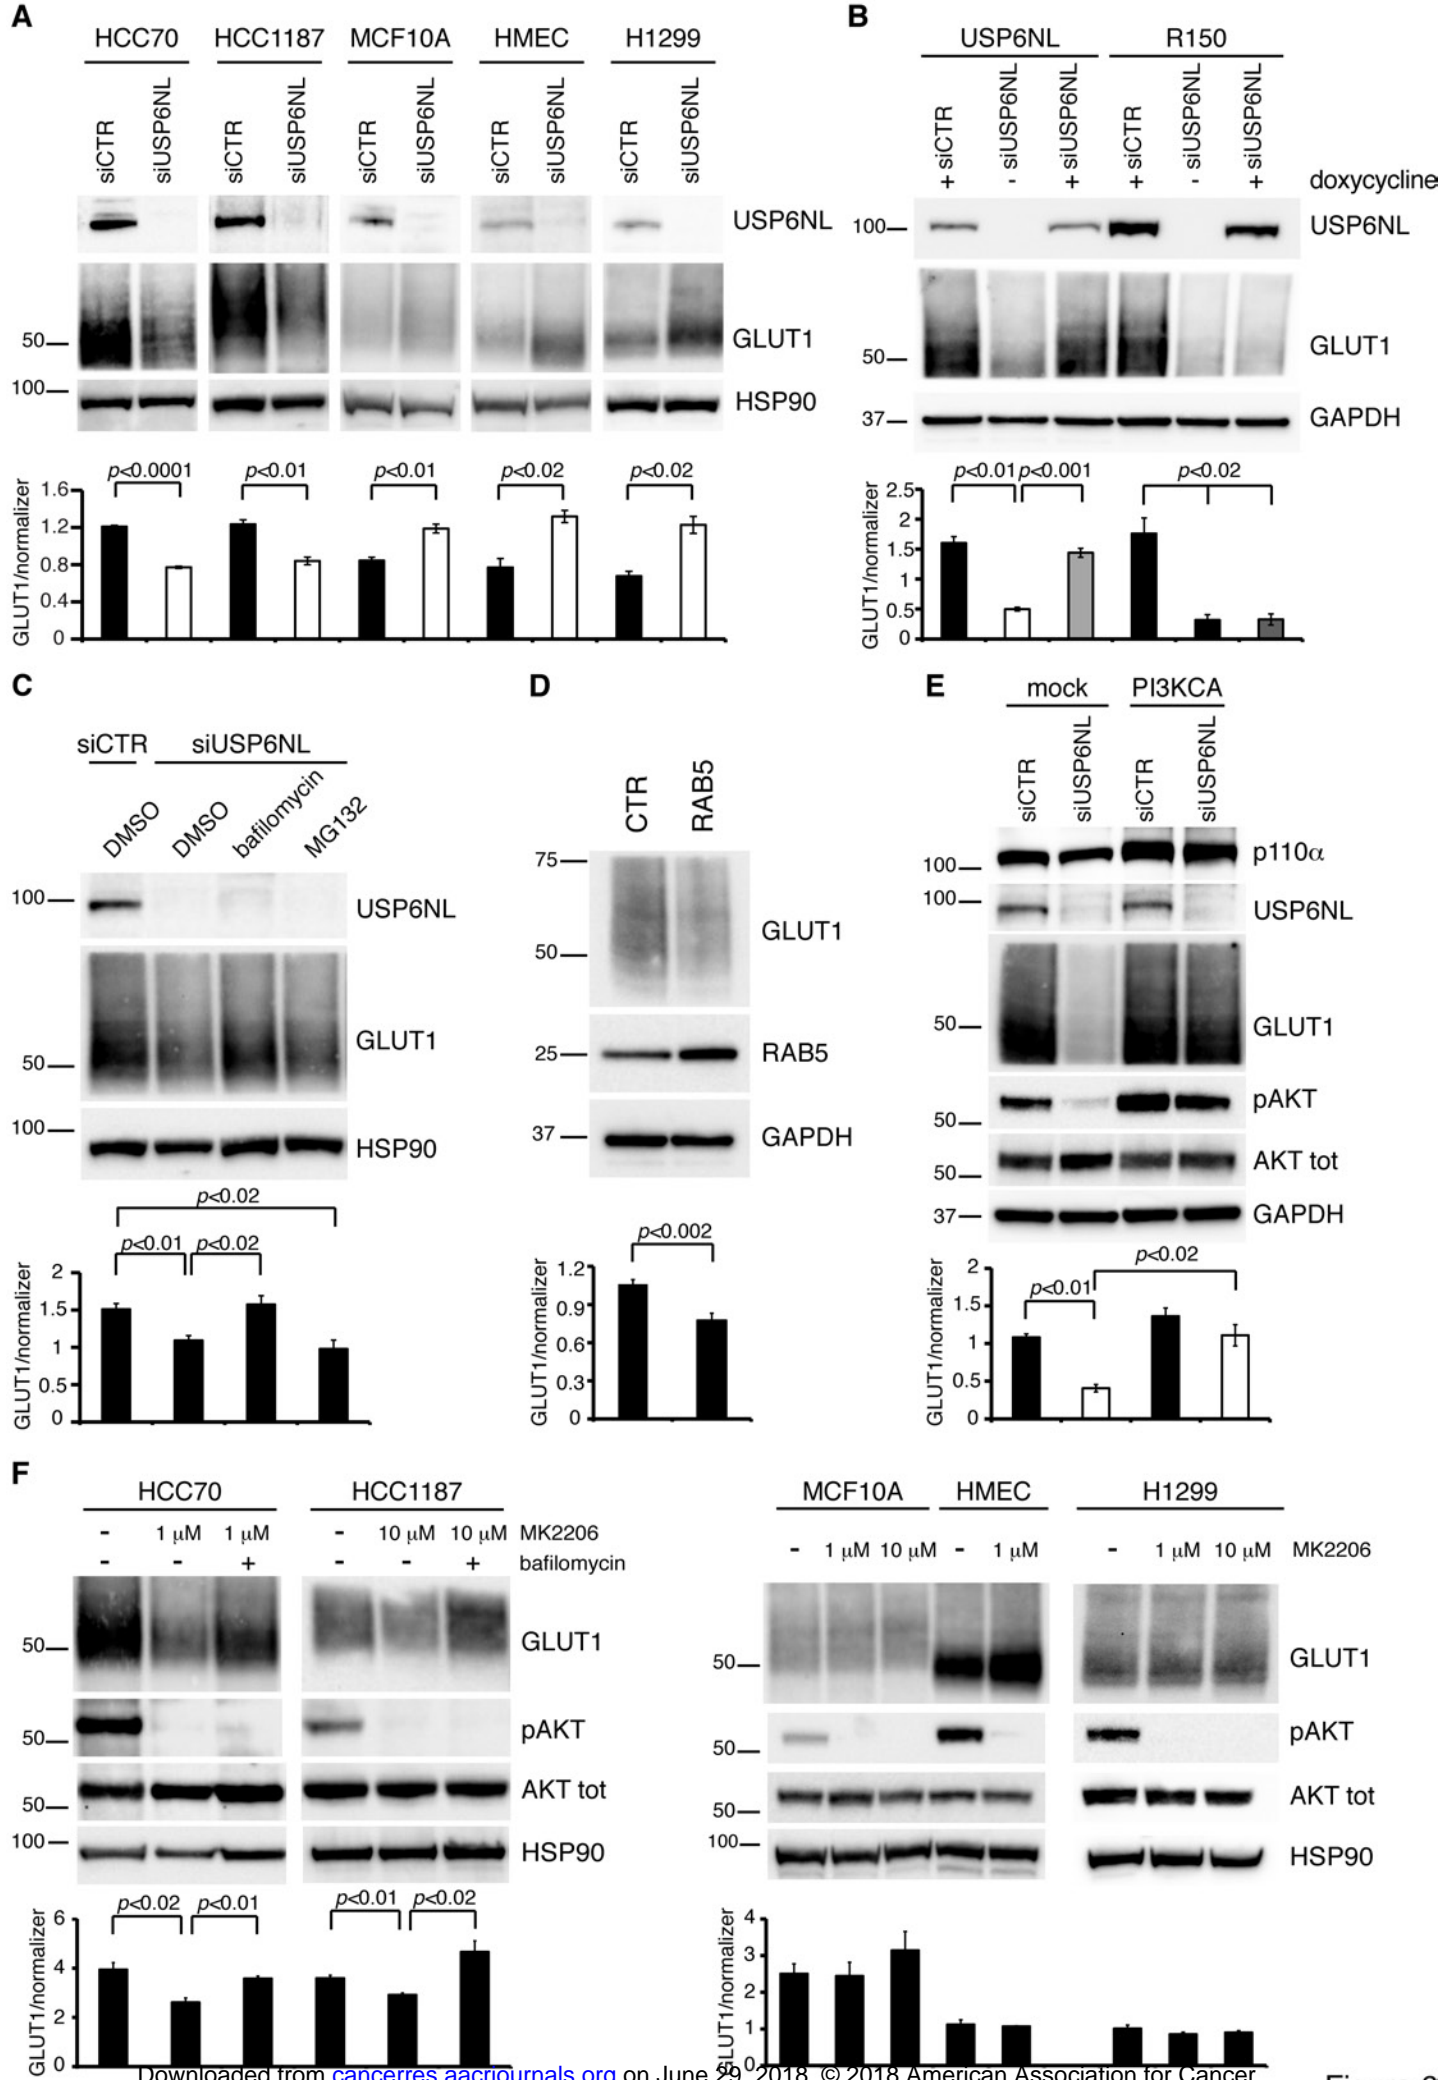 A
HCC70 HCC1187 MCF10A HMEC H1299
siCTR siUSP6NL siCTR siUSP6NL siCTR siUSP6NL siCTR siUSP6NL siCTR siUSP6NL
USP6NL
50 GLUT1
100 HSP90
p<0.0001 p<0.01 p<0.01 p<0.02 p<0.02
GLUT1/normalizer
1.6
1.2
0.8
0.4
0
B
USP6NL R150
siCTR siUSP6NL siUSP6NL siCTR siUSP6NL siUSP6NL
+ - + + - + doxycycline
100 USP6NL
50 GLUT1
37 GAPDH
p<0.01 p<0.001 p<0.02
GLUT1/normalizer
2.5
2
1.5
1
0.5
0
C
siCTR siUSP6NL
DMSO DMSO bafilomycin MG132
100 USP6NL
50 GLUT1
100 HSP90
p<0.02
p<0.01 p<0.02
GLUT1/normalizer
2
1.5
1
0.5
0
D
CTR RAB5
75
50 GLUT1
25 RAB5
37 GAPDH
p<0.002
GLUT1/normalizer
1.2
0.9
0.6
0.3
0
E
mock PI3KCA
siCTR siUSP6NL siCTR siUSP6NL
100 p110α
100 USP6NL
50 GLUT1
50 pAKT
50 AKT tot
37 GAPDH
p<0.02
p<0.01
GLUT1/normalizer
2
1.5
1
0.5
0
F
HCC70 HCC1187
- 1 μM 1 μM - 10 μM 10 μM MK2206
- - + - - + bafilomycin
50 GLUT1
50 pAKT
50 AKT tot
100 HSP90
p<0.02 p<0.01 p<0.01 p<0.02
GLUT1/normalizer
6
4
2
0
MCF10A HMEC H1299
- 1 μM 10 μM - 1 μM - 1 μM 10 μM MK2206
50 GLUT1
50 pAKT
50 AKT tot
100 HSP90
GLUT1/normalizer
4
3
2
1
0
Downloaded from cancerres.aacrjournals.org on June 29, 2018. © 2018 American Association for Cancer